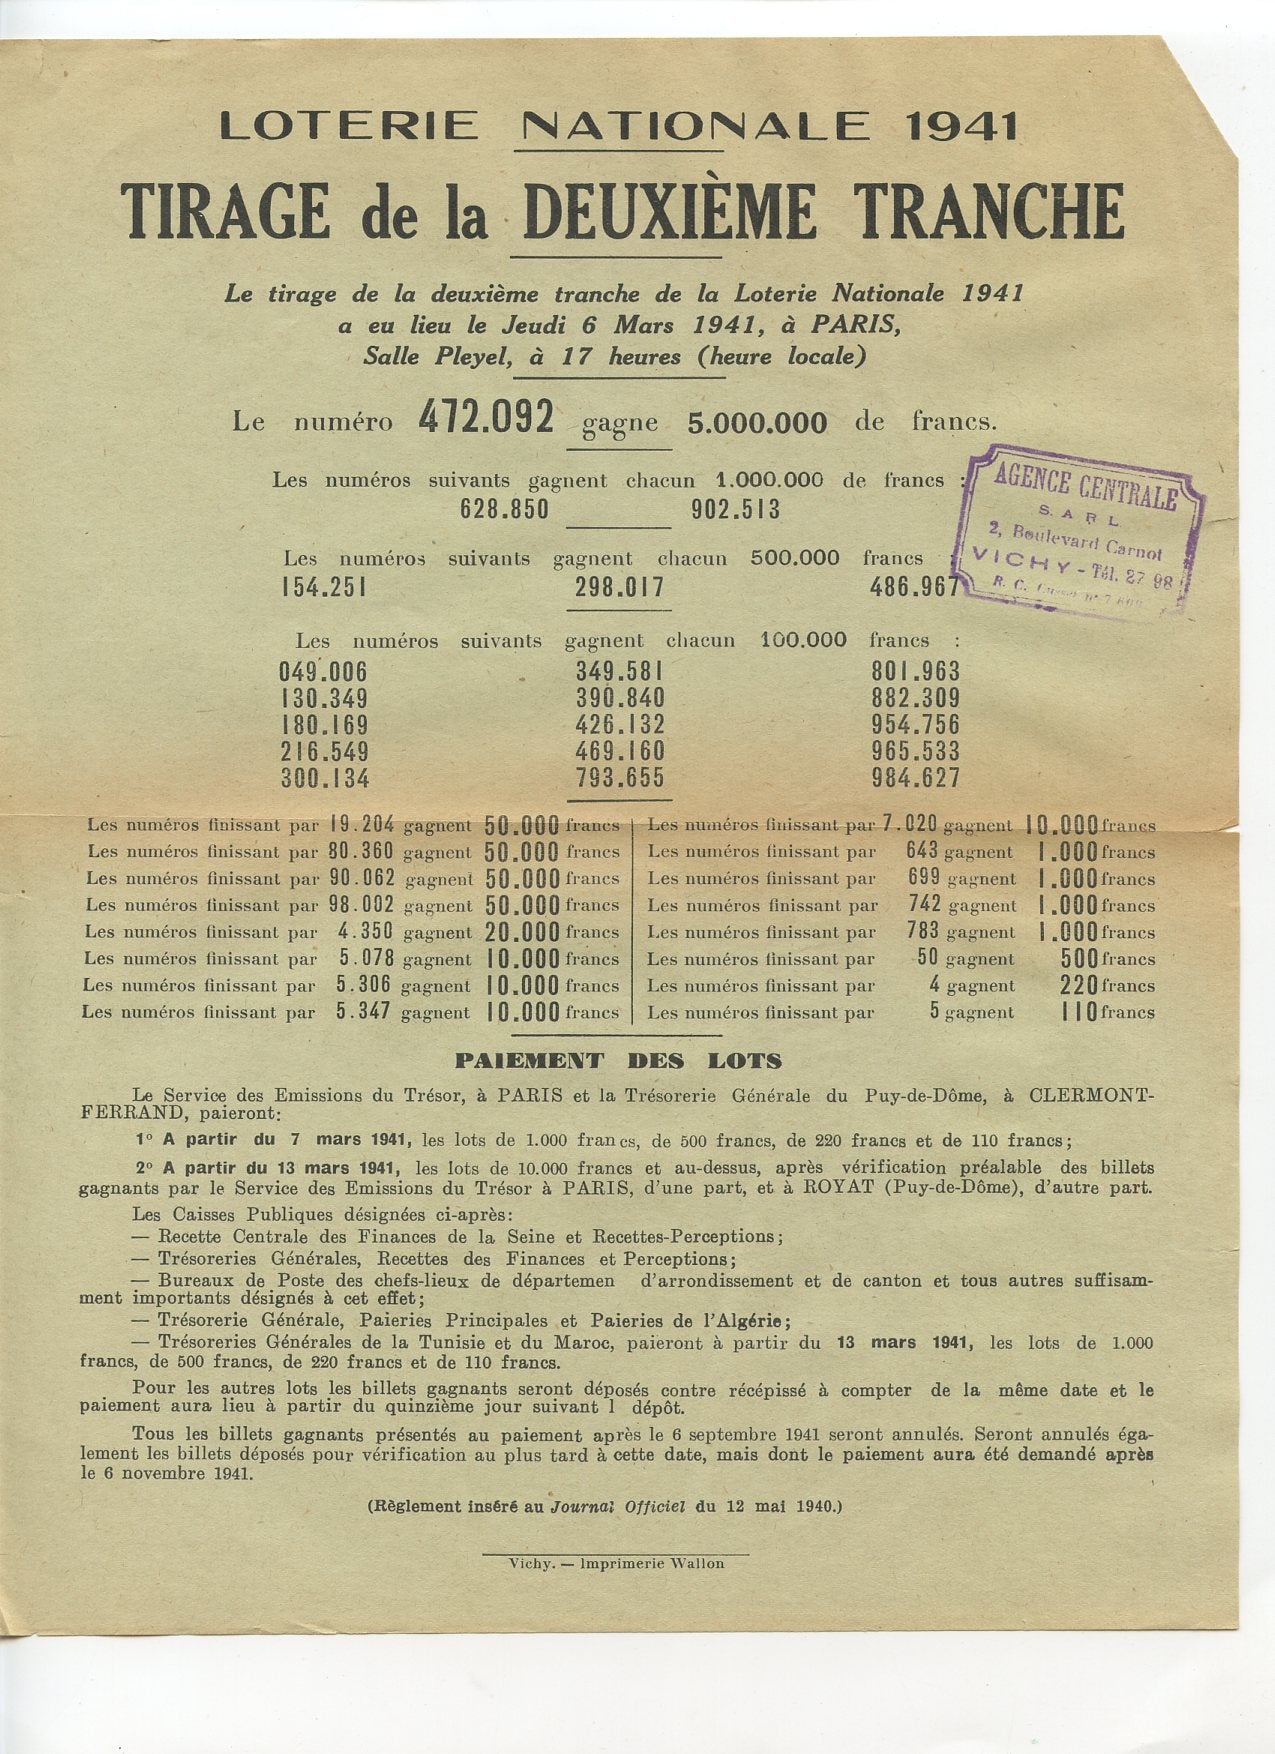 LOTERIE NATIONALE 1941
TIRAGE de la DEUXIÈME TRANCHE
Le tirage de la deuxième tranche de la Loterie Nationale 1941
a eu lieu le Jeudi 6 Mars 1941, à PARIS,
Salle Pleyel, à 17 heures (heure locale)
Le numéro 472.092 gagne 5.000.000 de francs.
Les numéros suivants gagnent chacun 1.000.000 de francs :
628.850 902.513
AGENCE CENTRALE
S. A R L
2, Boulevard Carnot
VICHY - Tél. 27 98
R. C.
Les numéros suivants gagnent chacun 500.000 francs :
154.251 298.017 486.967
Les numéros suivants gagnent chacun 100.000 francs :
049.006 349.581 801.963
130.349 390.840 882.309
180.169 426.132 954.756
216.549 469.160 965.533
300.134 793.655 984.627
Les numéros finissant par 19.204 gagnent 50.000 francs
Les numéros finissant par 80.360 gagnent 50.000 francs
Les numéros finissant par 90.062 gagnent 50.000 francs
Les numéros finissant par 98.002 gagnent 50.000 francs
Les numéros finissant par 4.350 gagnent 20.000 francs
Les numéros finissant par 5.078 gagnent 10.000 francs
Les numéros finissant par 5.306 gagnent 10.000 francs
Les numéros finissant par 5.347 gagnent 10.000 francs
Les numéros finissant par 7.020 gagnent 10.000 francs
Les numéros finissant par 643 gagnent 1.000 francs
Les numéros finissant par 699 gagnent 1.000 francs
Les numéros finissant par 742 gagnent 1.000 francs
Les numéros finissant par 783 gagnent 1.000 francs
Les numéros finissant par 50 gagnent 500 francs
Les numéros finissant par 4 gagnent 220 francs
Les numéros finissant par 5 gagnent 110 francs
PAIEMENT DES LOTS
Le Service des Emissions du Trésor, à PARIS et la Trésorerie Générale du Puy-de-Dôme, à CLERMONT-
FERRAND, paieront:
1º A partir du 7 mars 1941, les lots de 1.000 francs, de 500 francs, de 220 francs et de 110 francs;
2º A partir du 13 mars 1941, les lots de 10.000 francs et au-dessus, après vérification préalable des billets
gagnants par le Service des Emissions du Trésor à PARIS, d'une part, et à ROYAT (Puy-de-Dôme), d'autre part.
Les Caisses Publiques désignées ci-après:
— Recette Centrale des Finances de la Seine et Recettes-Perceptions;
— Trésoreries Générales, Recettes des Finances et Perceptions;
— Bureaux de Poste des chefs-lieux de départemen d'arrondissement et de canton et tous autres suffisam-
ment importants désignés à cet effet;
— Trésorerie Générale, Paieries Principales et Paieries de l'Algérie;
— Trésoreries Générales de la Tunisie et du Maroc, paieront à partir du 13 mars 1941, les lots de 1.000
francs, de 500 francs, de 220 francs et de 110 francs.
Pour les autres lots les billets gagnants seront déposés contre récépissé à compter de la même date et le
paiement aura lieu à partir du quinzième jour suivant l dépôt.
Tous les billets gagnants présentés au paiement après le 6 septembre 1941 seront annulés. Seront annulés éga-
lement les billets déposés pour vérification au plus tard à cette date, mais dont le paiement aura été demandé après
le 6 novembre 1941.
(Règlement inséré au Journal Officiel du 12 mai 1940.)
Vichy. — Imprimerie Wallon